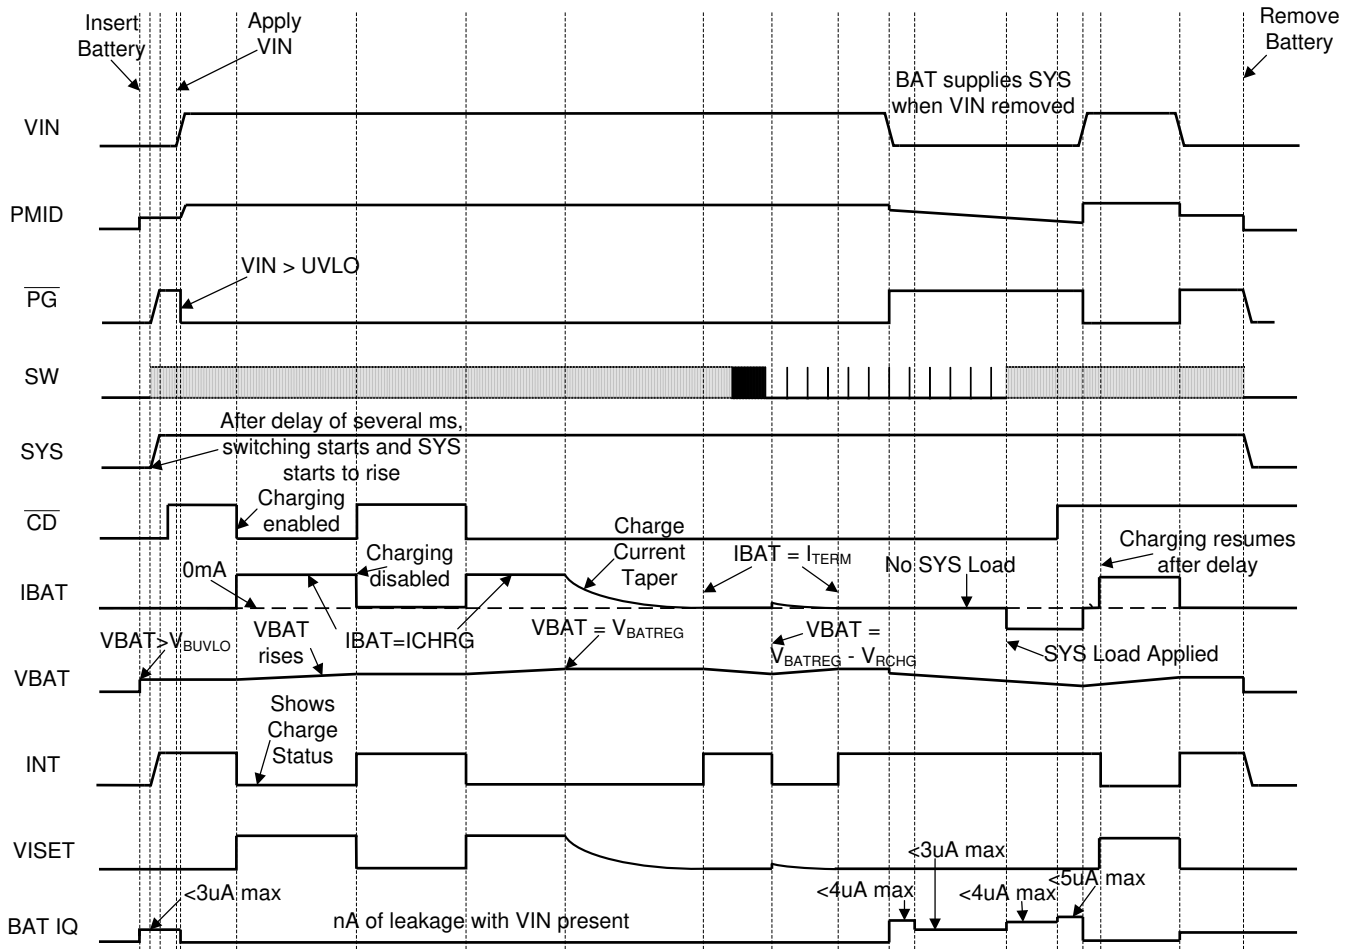 Insert
Battery
Apply
VIN
Remove
Battery
BAT supplies SYS
when VIN removed
VIN
PMID
VIN > UVLO
PG
SW
After delay of several ms,
switching starts and SYS
starts to rise
SYS
Charging
enabled
CD
Charge
Current
Taper
Charging
disabled
0mA
IBAT = ITERM
No SYS Load
Charging resumes
after delay
IBAT
VBAT>VBUVLO
VBAT
rises
IBAT=ICHRG
VBAT = VBATREG
VBAT =
VBATREG - VRCHG
SYS Load Applied
VBAT
Shows
Charge
Status
INT
VISET
<3uA max
<4uA max
<3uA max
<4uA max
<5uA max
nA of leakage with VIN present
BAT IQ